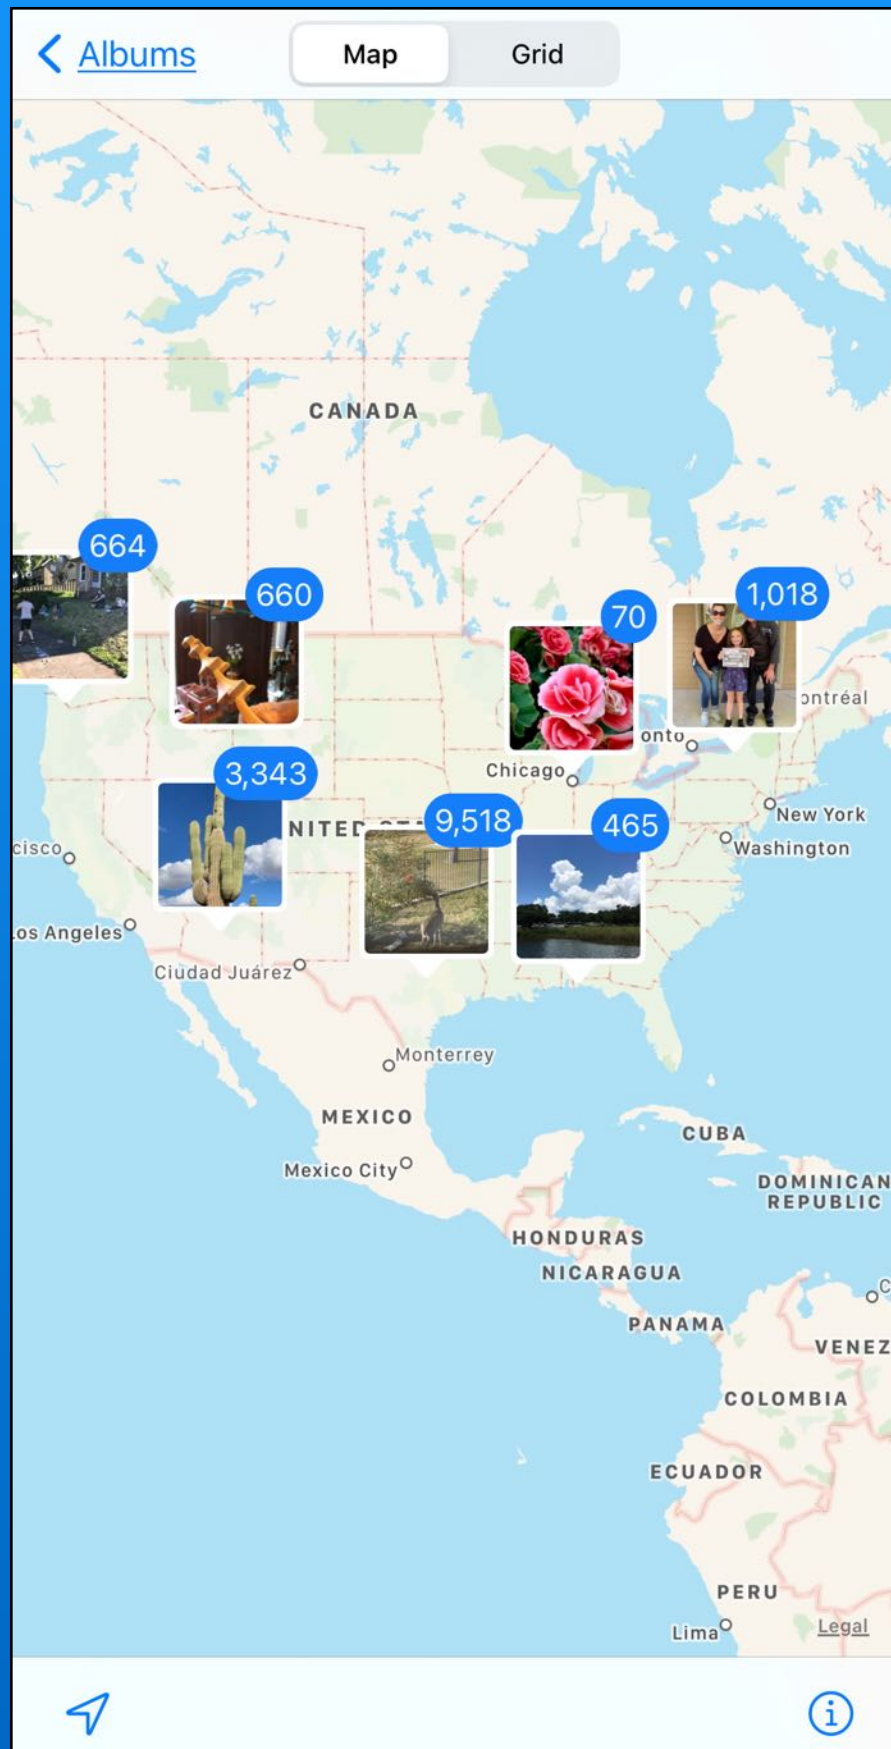 Albums
Map
Grid
CANADA
664
660
70
1,018
ontréal
onto
Chicago
3,343
NITED STA
9,518
465
New York
cisco
Washington
os Angeles
Ciudad Juárez
Monterrey
MEXICO
CUBA
Mexico City
DOMINICAN
REPUBLIC
HONDURAS
NICARAGUA
C
PANAMA
VENEZ
COLOMBIA
ECUADOR
PERU
Lima
Legal